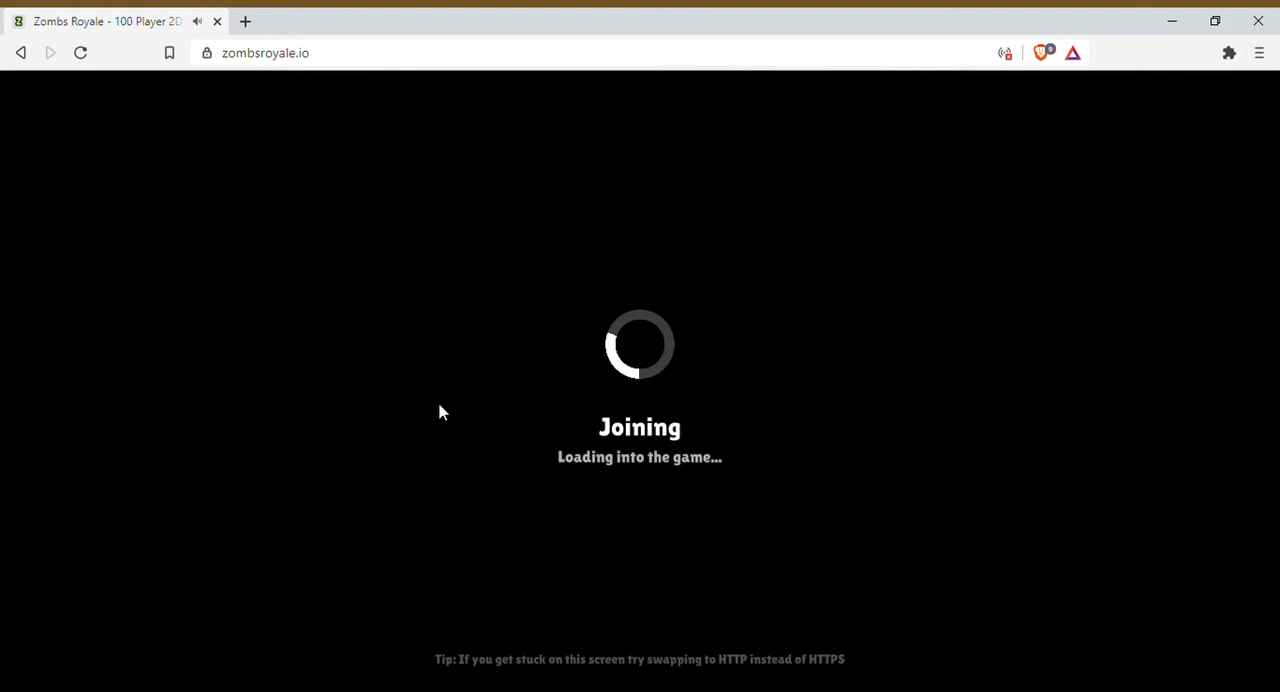 Zombs Royale - 100 Player 2D
zombsroyale.io
9
Joining
Loading into the game...
Tip: If you get stuck on this screen try swapping to HTTP instead of HTTPS